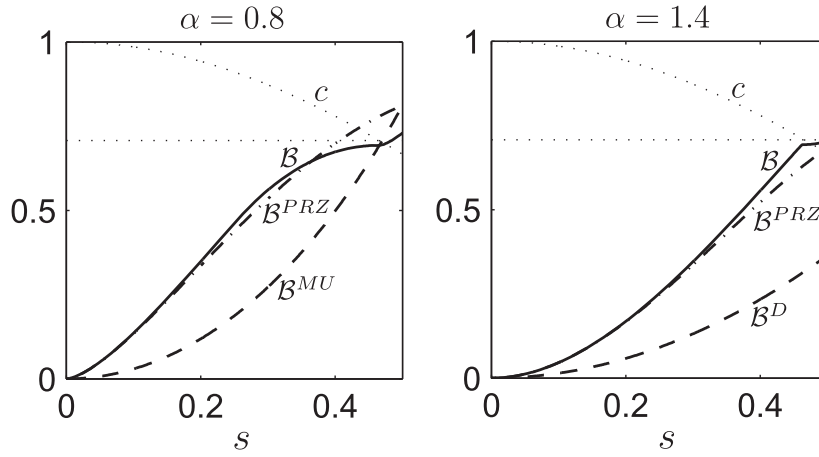 α = 0.8
1
0.5
0
0 0.2 0.4
s
c
ℬ
ℬ^{PRZ}
ℬ^{MU}
α = 1.4
1
0.5
0
0 0.2 0.4
s
c
ℬ
ℬ^{PRZ}
ℬ^{D}